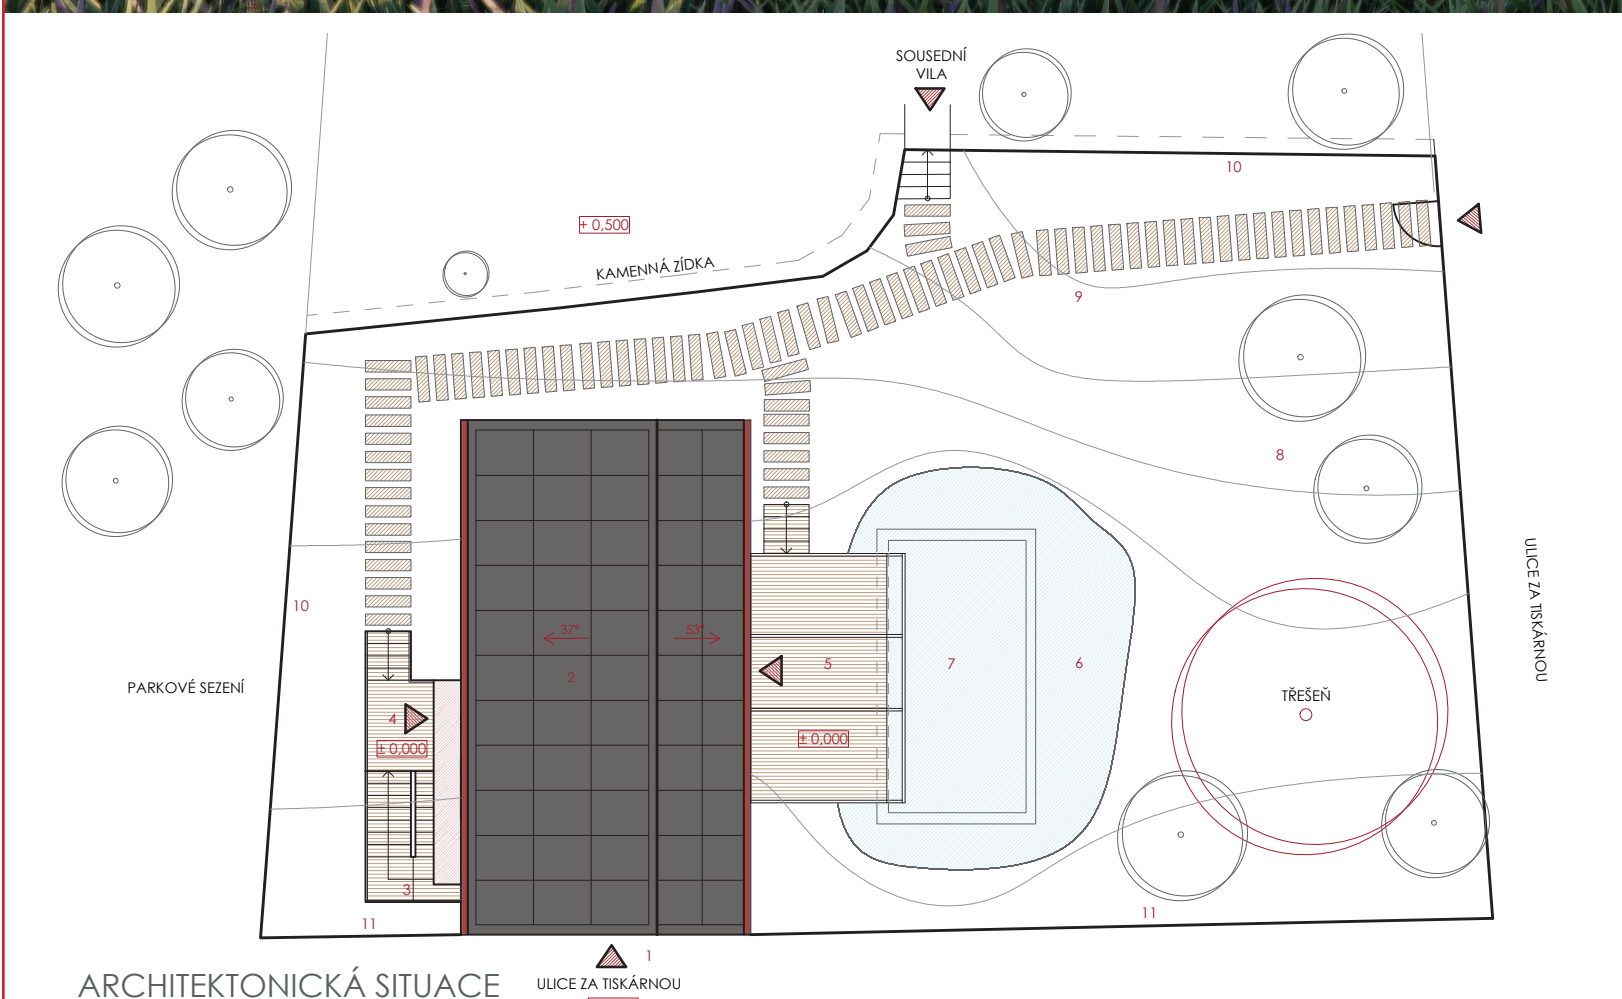 SOUSEDNÍ
VILA
10
+ 0,500
KAMENNÁ ZÍDKA
9
8
ULICE ZA TISKÁRNOU
10
37°
53°
2
5
7
6
PARKOVÉ SEZENÍ
TŘEŠEŇ
4
± 0,000
± 0,000
3
11
11
1
ARCHITEKTONICKÁ SITUACE
ULICE ZA TISKÁRNOU